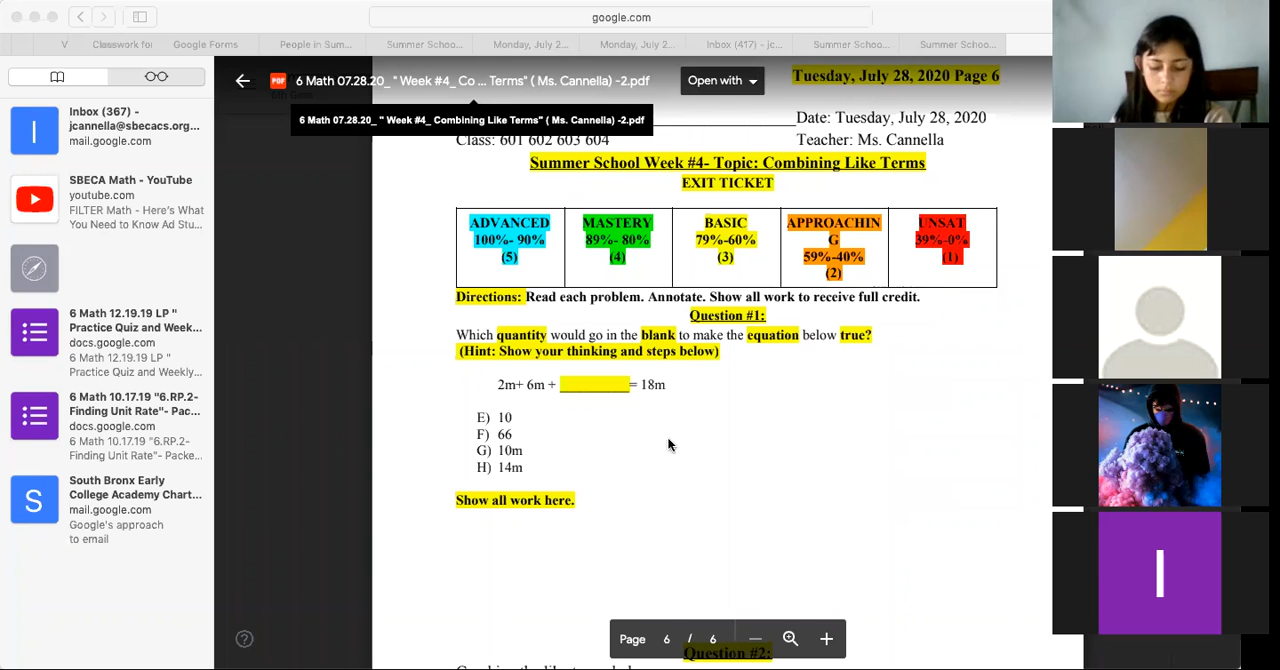 google.com
V
Classwork for
Google Forms
People in Sum...
Summer Schoo...
Monday, July 2...
Monday, July 2...
Inbox (417) - jc...
Summer Schoo...
Summer Schoo...
6 Math 07.28.20_ " Week #4_ Co ... Terms" ( Ms. Cannella) -2.pdf
Open with
Tuesday, July 28, 2020 Page 6
6 Math 07.28.20_ " Week #4_ Combining Like Terms" ( Ms. Cannella) -2.pdf
Date: Tuesday, July 28, 2020
Class: 601 602 603 604
Teacher: Ms. Cannella
Summer School Week #4- Topic: Combining Like Terms
EXIT TICKET
ADVANCED
100%- 90%
(5)
MASTERY
89%- 80%
(4)
BASIC
79%-60%
(3)
APPROACHIN
G
59%-40%
(2)
UNSAT
39%-0%
(1)
Directions: Read each problem. Annotate. Show all work to receive full credit.
Question #1:
Which quantity would go in the blank to make the equation below true?
(Hint: Show your thinking and steps below)
2m+ 6m + __________= 18m
E) 10
F) 66
G) 10m
H) 14m
Show all work here.
Question #2:
Page 6 / 6
Inbox (367) -
jcannella@sbecacs.org...
mail.google.com
SBECA Math - YouTube
youtube.com
FILTER Math - Here's What
You Need to Know Ad Stu...
6 Math 12.19.19 LP "
Practice Quiz and Week...
docs.google.com
6 Math 12.19.19 LP "
Practice Quiz and Weekly...
6 Math 10.17.19 "6.RP.2-
Finding Unit Rate"- Pac...
docs.google.com
6 Math 10.17.19 "6.RP.2-
Finding Unit Rate"- Packe...
South Bronx Early
College Academy Chart...
mail.google.com
Google's approach
to email
I
S
I